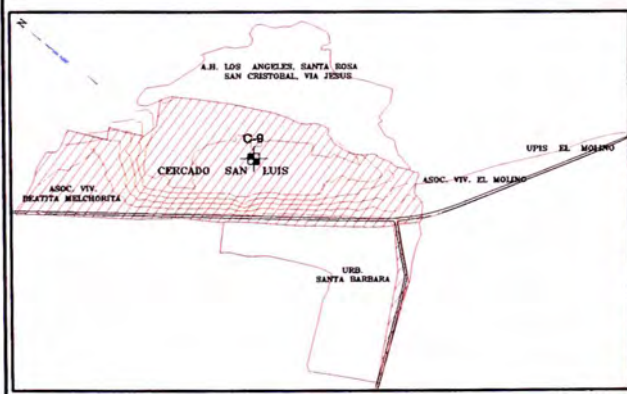 N
A.H. LOS ANGELES, SANTA ROSA
SAN CRISTOBAL, VIA JESUS
C-9
CERCADO SAN LUIS
UPIS EL MOLINO
ASOC. VIV. EL MOLINO
ASOC. VIV.
BEATITA MELCHORITA
URB.
SANTA BARBARA